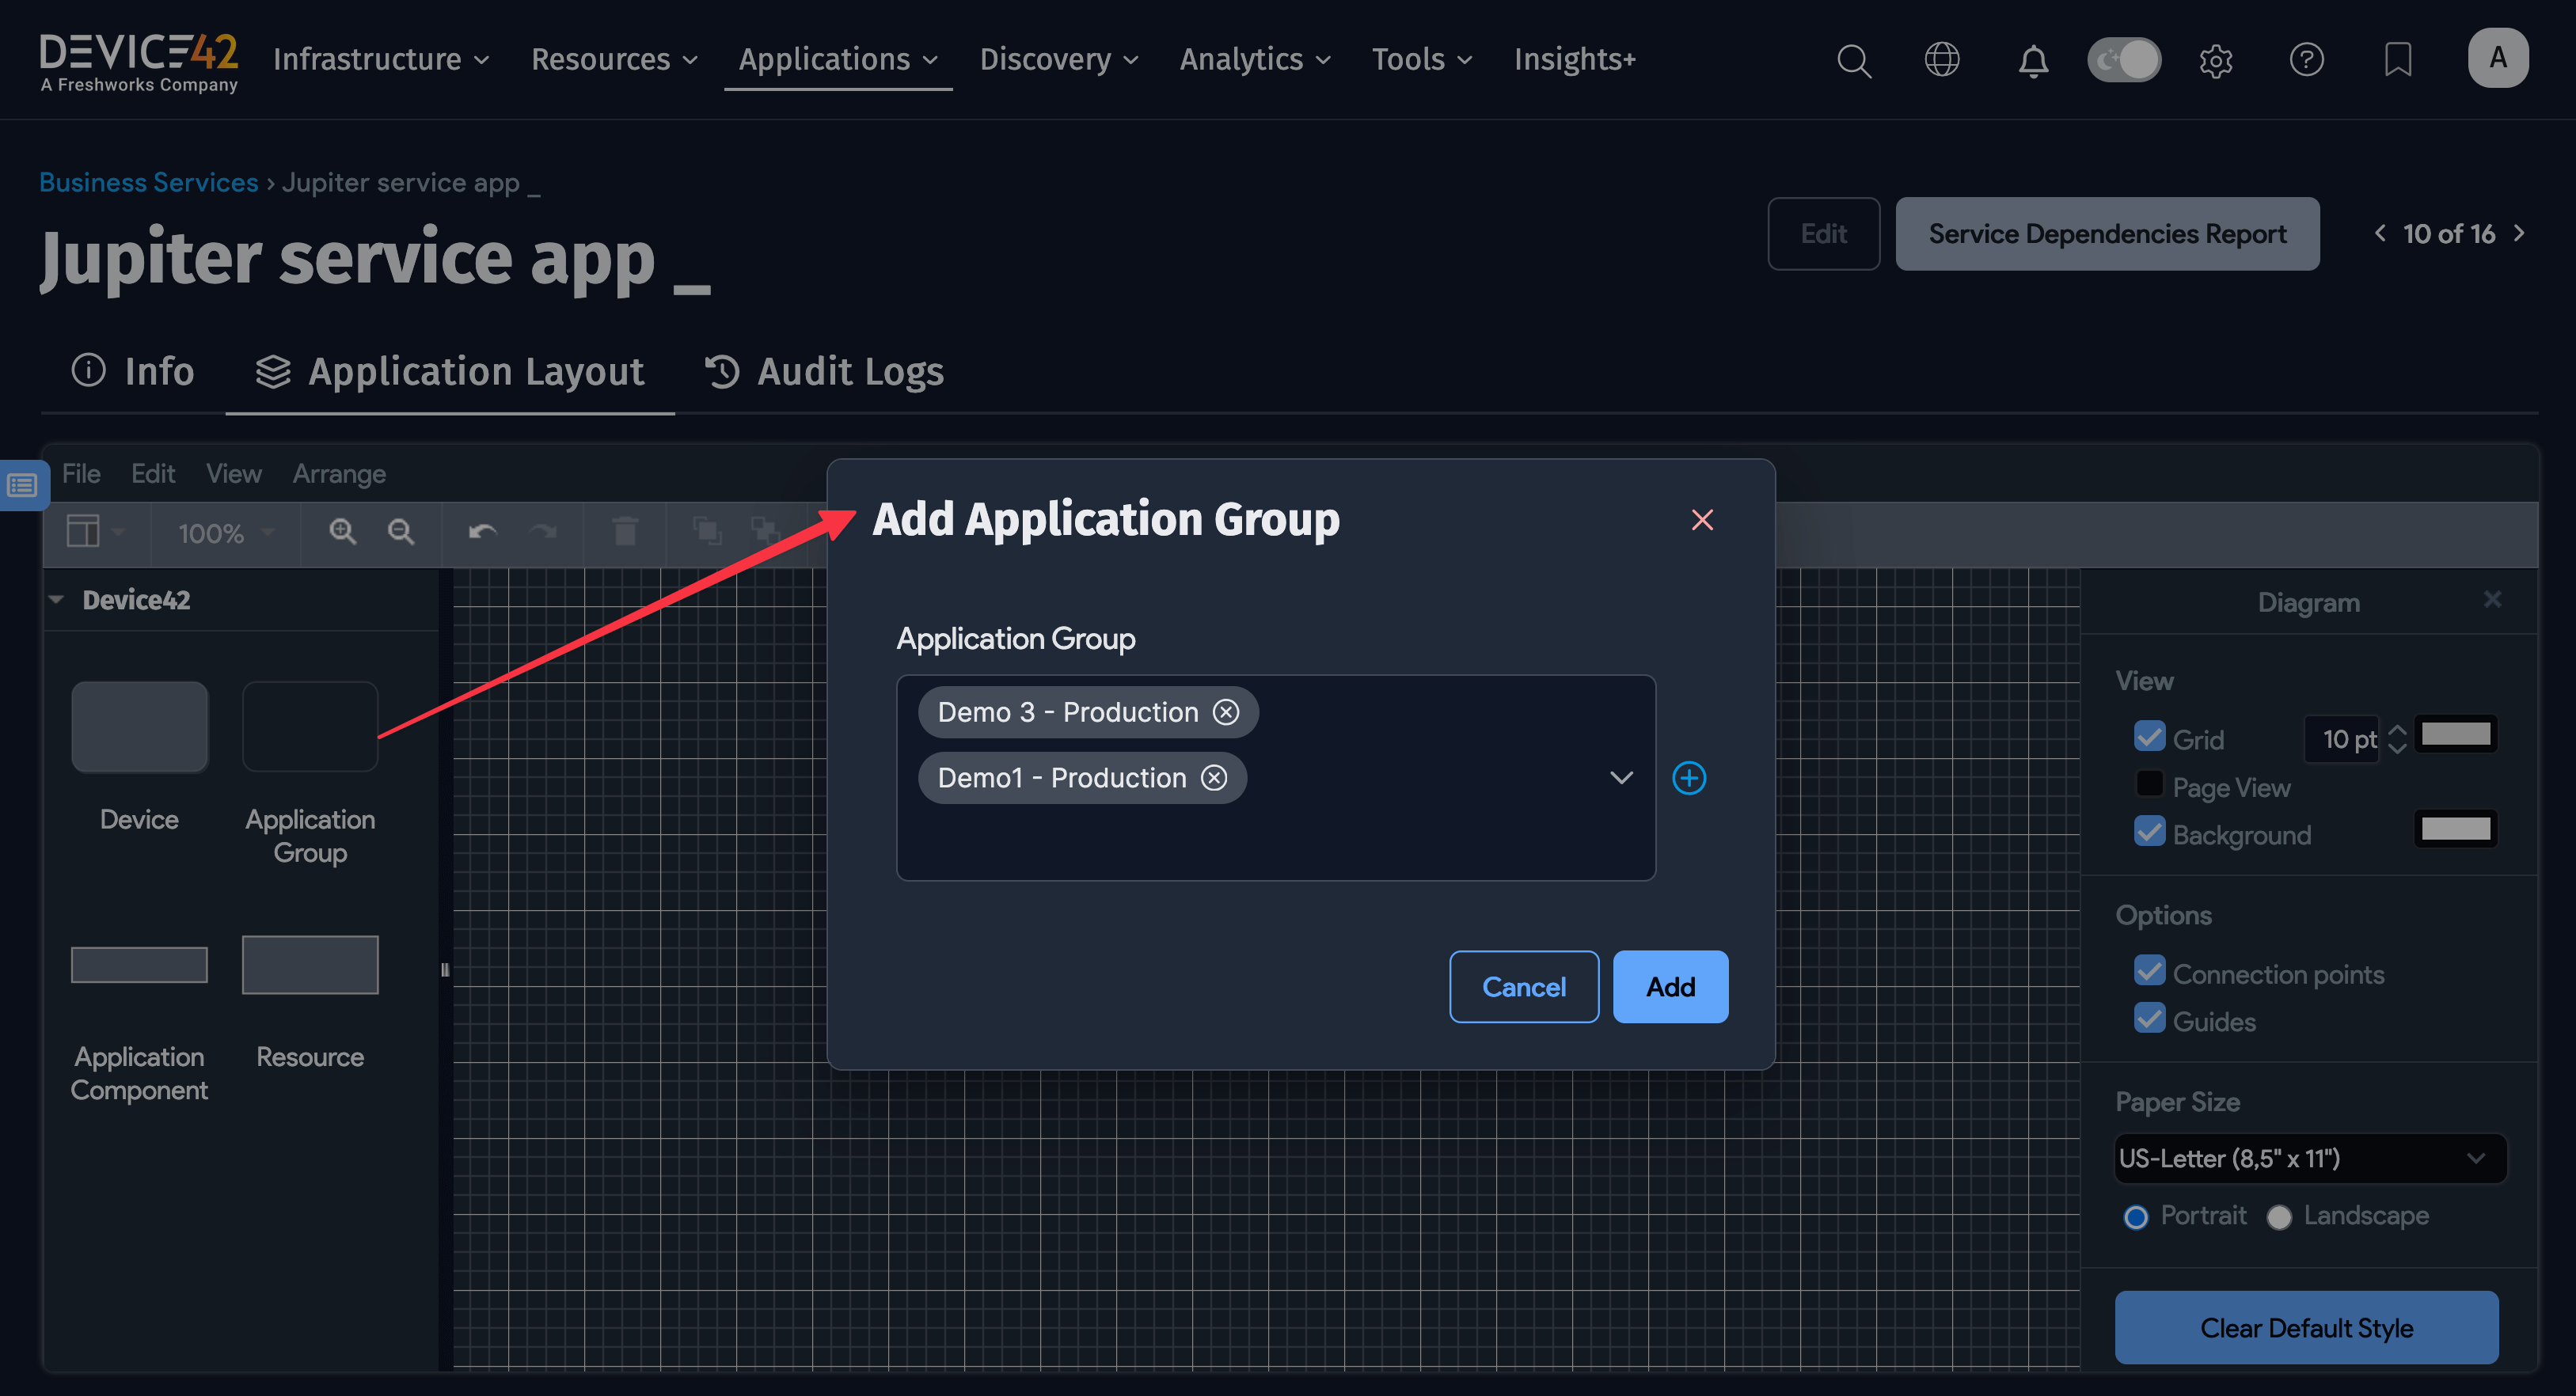 DEVICE42
A Freshworks Company
Infrastructure
Resources
Applications
Discovery
Analytics
Tools
Insights+
A
Business Services › Jupiter service app _
Jupiter service app _
Edit
Service Dependencies Report
10 of 16
Info
Application Layout
Audit Logs
File
Edit
View
Arrange
100%
Device42
Device
Application
Group
Application
Component
Resource
Add Application Group
Application Group
Demo 3 - Production
Demo1 - Production
Cancel
Add
Diagram
View
Grid
10 pt
Page View
Background
Options
Connection points
Guides
Paper Size
US-Letter (8,5" x 11")
Portrait
Landscape
Clear Default Style